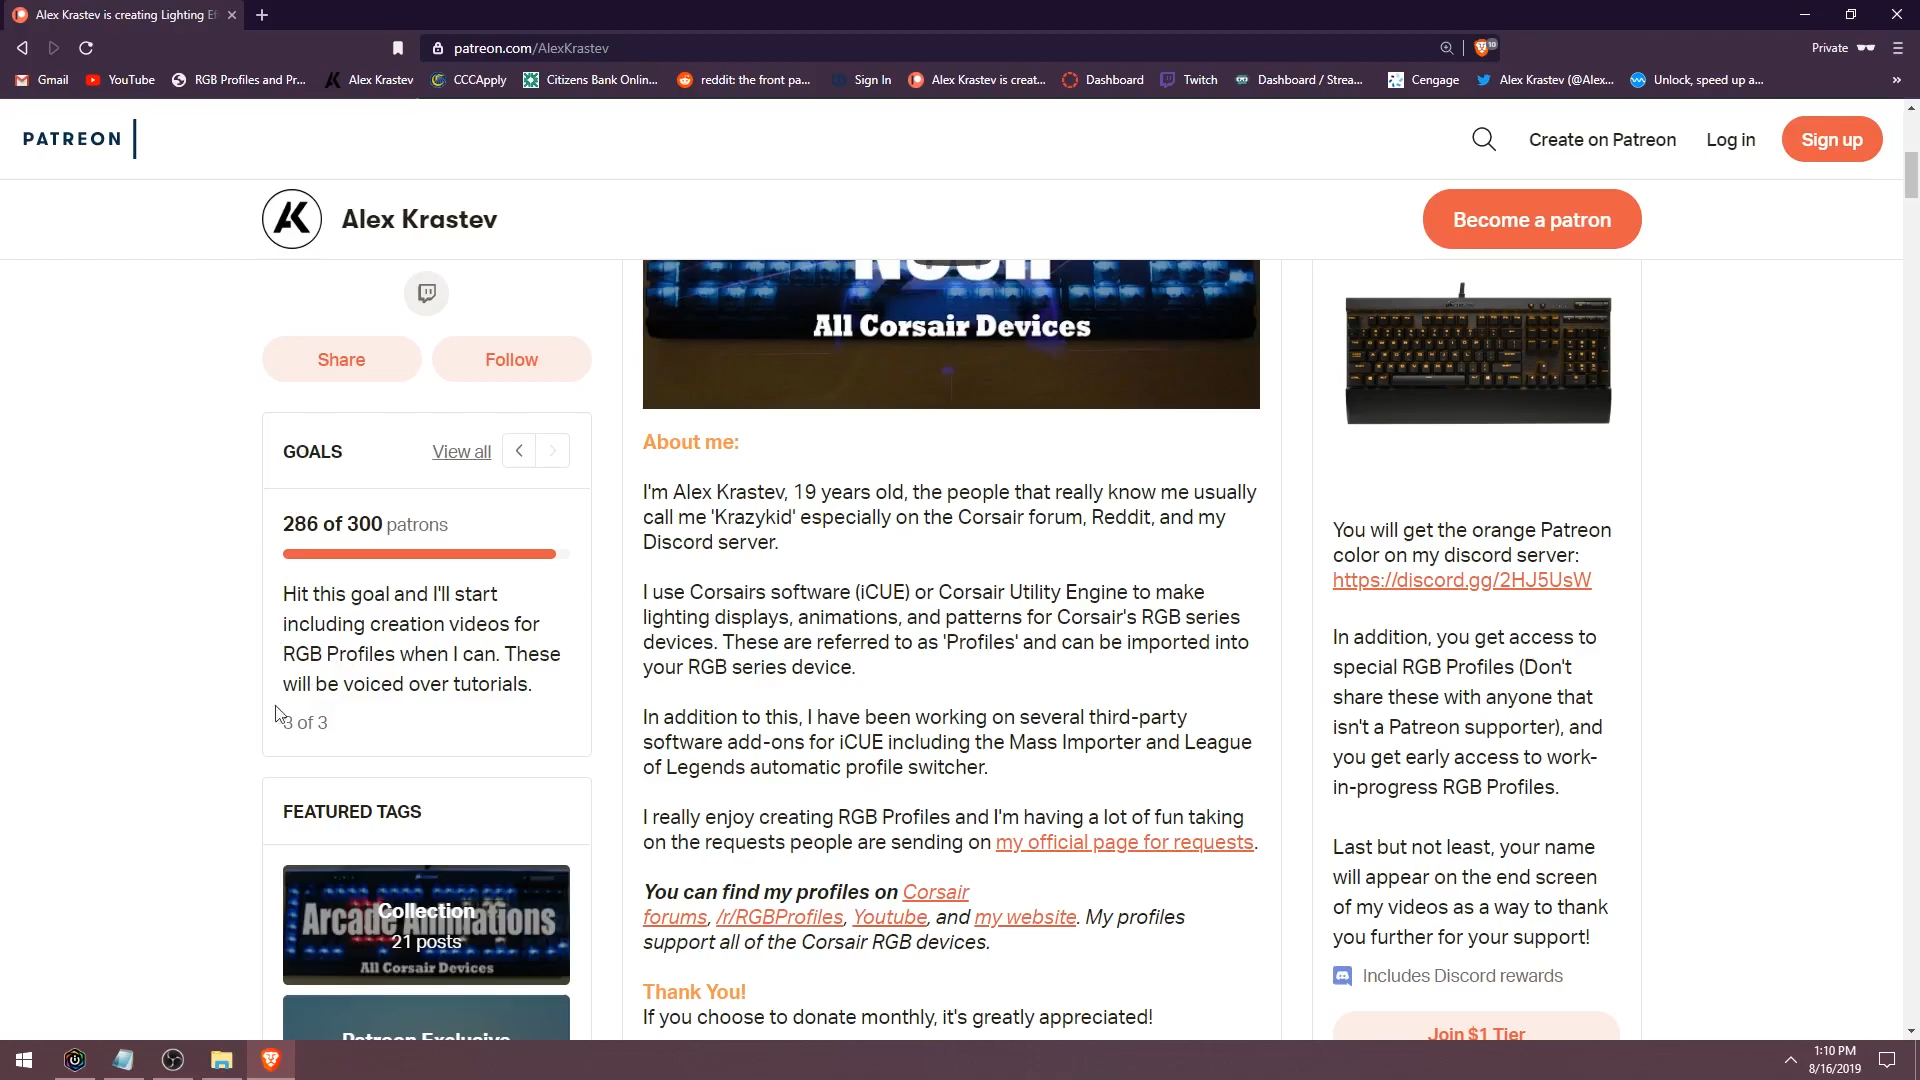 Alex Krastev is creating Lighting Ef
patreon.com/AlexKrastev
10
Private
Gmail
YouTube
RGB Profiles and Pr...
Alex Krastev
CCCApply
Citizens Bank Onlin...
reddit: the front pa...
Sign In
Alex Krastev is creat...
Dashboard
Twitch
Dashboard / Strea...
Cengage
Alex Krastev (@Alex...
Unlock, speed up a...
PATREON
Create on Patreon
Log in
Sign up
AK
Alex Krastev
Become a patron
Share
Follow
GOALS
View all
286 of 300 patrons
Hit this goal and I'll start
including creation videos for
RGB Profiles when I can. These
will be voiced over tutorials.
3 of 3
FEATURED TAGS
Arcade Animations
Collection
21 posts
All Corsair Devices
Patreon Exclusive
All Corsair Devices
About me:
I'm Alex Krastev, 19 years old, the people that really know me usually
call me 'Krazykid' especially on the Corsair forum, Reddit, and my
Discord server.
I use Corsairs software (iCUE) or Corsair Utility Engine to make
lighting displays, animations, and patterns for Corsair's RGB series
devices. These are referred to as 'Profiles' and can be imported into
your RGB series device.
In addition to this, I have been working on several third-party
software add-ons for iCUE including the Mass Importer and League
of Legends automatic profile switcher.
I really enjoy creating RGB Profiles and I'm having a lot of fun taking
on the requests people are sending on my official page for requests.
You can find my profiles on Corsair
forums, /r/RGBProfiles, Youtube, and my website. My profiles
support all of the Corsair RGB devices.
Thank You!
If you choose to donate monthly, it's greatly appreciated!
You will get the orange Patreon
color on my discord server:
https://discord.gg/2HJ5UsW
In addition, you get access to
special RGB Profiles (Don't
share these with anyone that
isn't a Patreon supporter), and
you get early access to work-
in-progress RGB Profiles.
Last but not least, your name
will appear on the end screen
of my videos as a way to thank
you further for your support!
Includes Discord rewards
Join $1 Tier
1:10 PM
8/16/2019